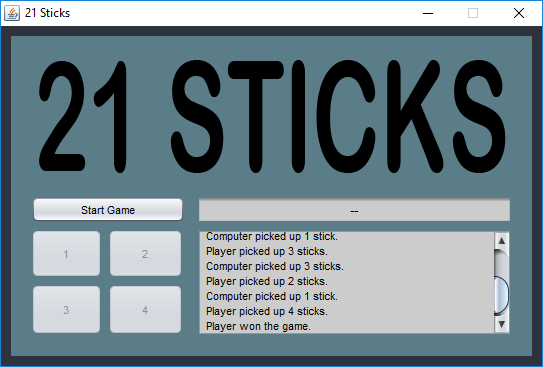 21 Sticks
21 STICKS
Start Game
--
1
2
3
4
Computer picked up 1 stick.
Player picked up 3 sticks.
Computer picked up 3 sticks.
Player picked up 2 sticks.
Computer picked up 1 stick.
Player picked up 4 sticks.
Player won the game.